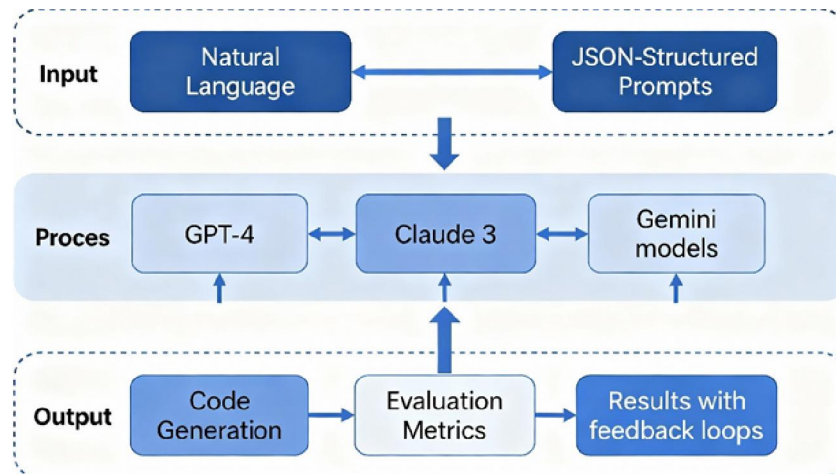 Input
Natural
Language
JSON-Structured
Prompts
Proces
GPT-4
Claude 3
Gemini
models
Output
Code
Generation
Evaluation
Metrics
Results with
feedback loops